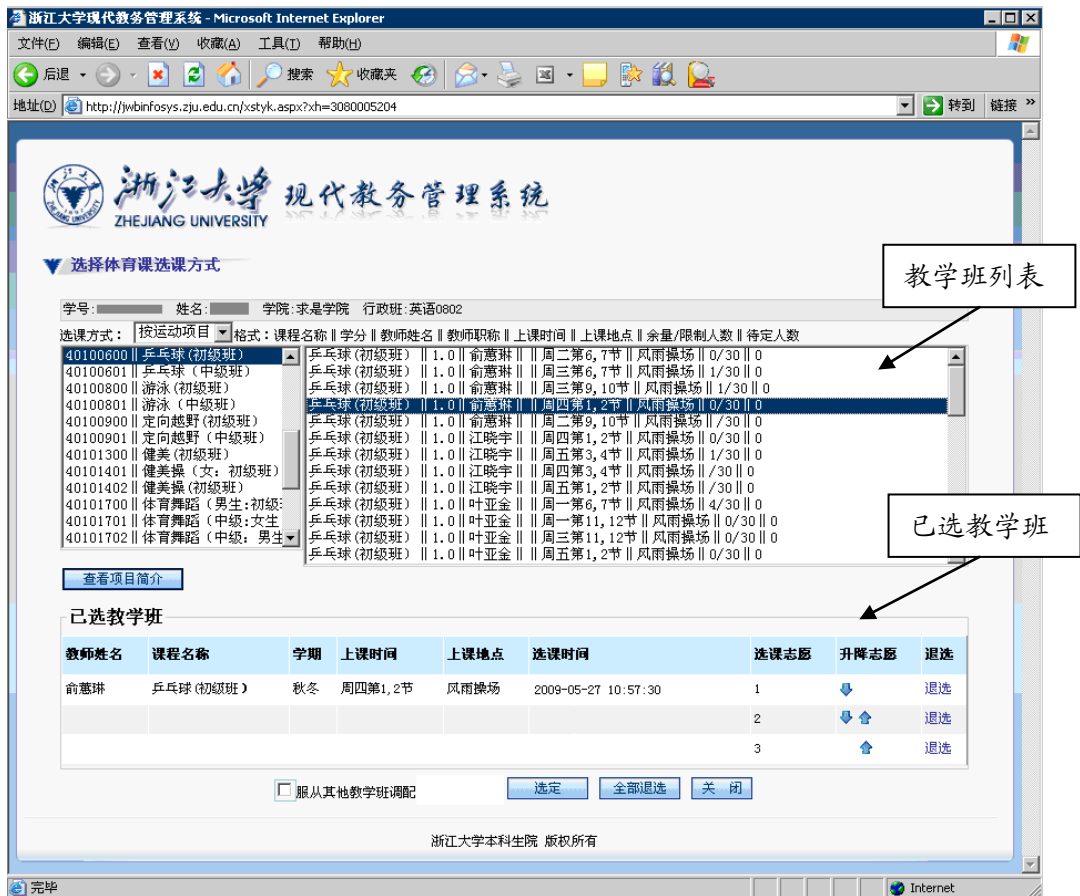 浙江大学现代教务管理系统 - Microsoft Internet Explorer
文件(F) 编辑(E) 查看(V) 收藏(A) 工具(T) 帮助(H)
后退 搜索 收藏夹
地址(D) http://jwbinfosys.zju.edu.cn/xstyk.aspx?xh=3080005204 转到 链接 »
浙江大学 现代教务管理系统
ZHEJIANG UNIVERSITY
选择体育课选课方式
教学班列表
学号: 姓名: 学院:求是学院 行政班:英语0802
选课方式: 按运动项目 格式:课程名称‖学分‖教师姓名‖教师职称‖上课时间‖上课地点‖余量/限制人数‖待定人数
40100600‖乒乓球(初级班)
40100601‖乒乓球(中级班)
40100800‖游泳(初级班)
40100801‖游泳(中级班)
40100900‖定向越野(初级班)
40100901‖定向越野(中级班)
40101300‖健美(初级班)
40101401‖健美操(女:初级班)
40101402‖健美操(初级班)
40101700‖体育舞蹈(男生:初级
40101701‖体育舞蹈(中级:女生
40101702‖体育舞蹈(中级:男生
乒乓球(初级班)‖1.0‖俞蕙琳‖‖周二第6,7节‖风雨操场‖0/30‖0
乒乓球(初级班)‖1.0‖俞蕙琳‖‖周三第6,7节‖风雨操场‖1/30‖0
乒乓球(初级班)‖1.0‖俞蕙琳‖‖周三第9,10节‖风雨操场‖1/30‖0
乒乓球(初级班)‖1.0‖俞蕙琳‖‖周四第1,2节‖风雨操场‖0/30‖0
乒乓球(初级班)‖1.0‖俞蕙琳‖‖周二第9,10节‖风雨操场‖/30‖0
乒乓球(初级班)‖1.0‖江晓宇‖‖周四第1,2节‖风雨操场‖0/30‖0
乒乓球(初级班)‖1.0‖江晓宇‖‖周五第3,4节‖风雨操场‖1/30‖0
乒乓球(初级班)‖1.0‖江晓宇‖‖周四第3,4节‖风雨操场‖/30‖0
乒乓球(初级班)‖1.0‖江晓宇‖‖周五第1,2节‖风雨操场‖/30‖0
乒乓球(初级班)‖1.0‖叶亚金‖‖周一第6,7节‖风雨操场‖4/30‖0
乒乓球(初级班)‖1.0‖叶亚金‖‖周一第11,12节‖风雨操场‖0/30‖0
乒乓球(初级班)‖1.0‖叶亚金‖‖周三第11,12节‖风雨操场‖0/30‖0
乒乓球(初级班)‖1.0‖叶亚金‖‖周五第1,2节‖风雨操场‖0/30‖0
已选教学班
查看项目简介
已选教学班
教师姓名 课程名称 学期 上课时间 上课地点 选课时间 选课志愿 升降志愿 退选
俞蕙琳 乒乓球(初级班) 秋冬 周四第1,2节 风雨操场 2009-05-27 10:57:30 1 退选
2 退选
3 退选
服从其他教学班调配 选定 全部退选 关 闭
浙江大学本科生院 版权所有
完毕 Internet